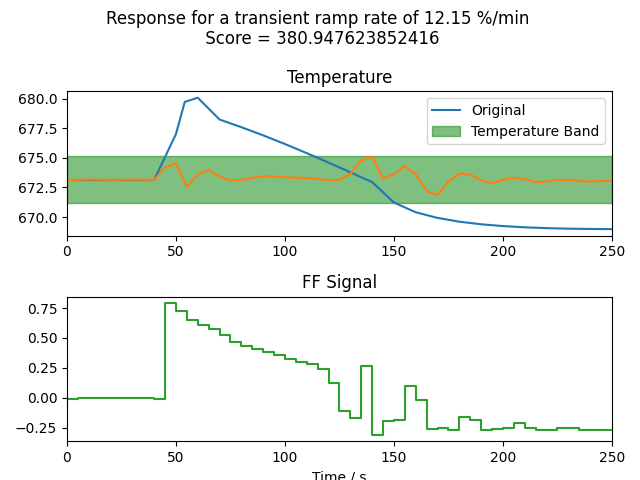 Response for a transient ramp rate of 12.15 %/min
Score = 380.947623852416
Temperature
680.0
677.5
675.0
672.5
670.0
Original
Temperature Band
0 50 100 150 200 250
FF Signal
0.75
0.50
0.25
0.00
−0.25
0 50 100 150 200 250
Time / s